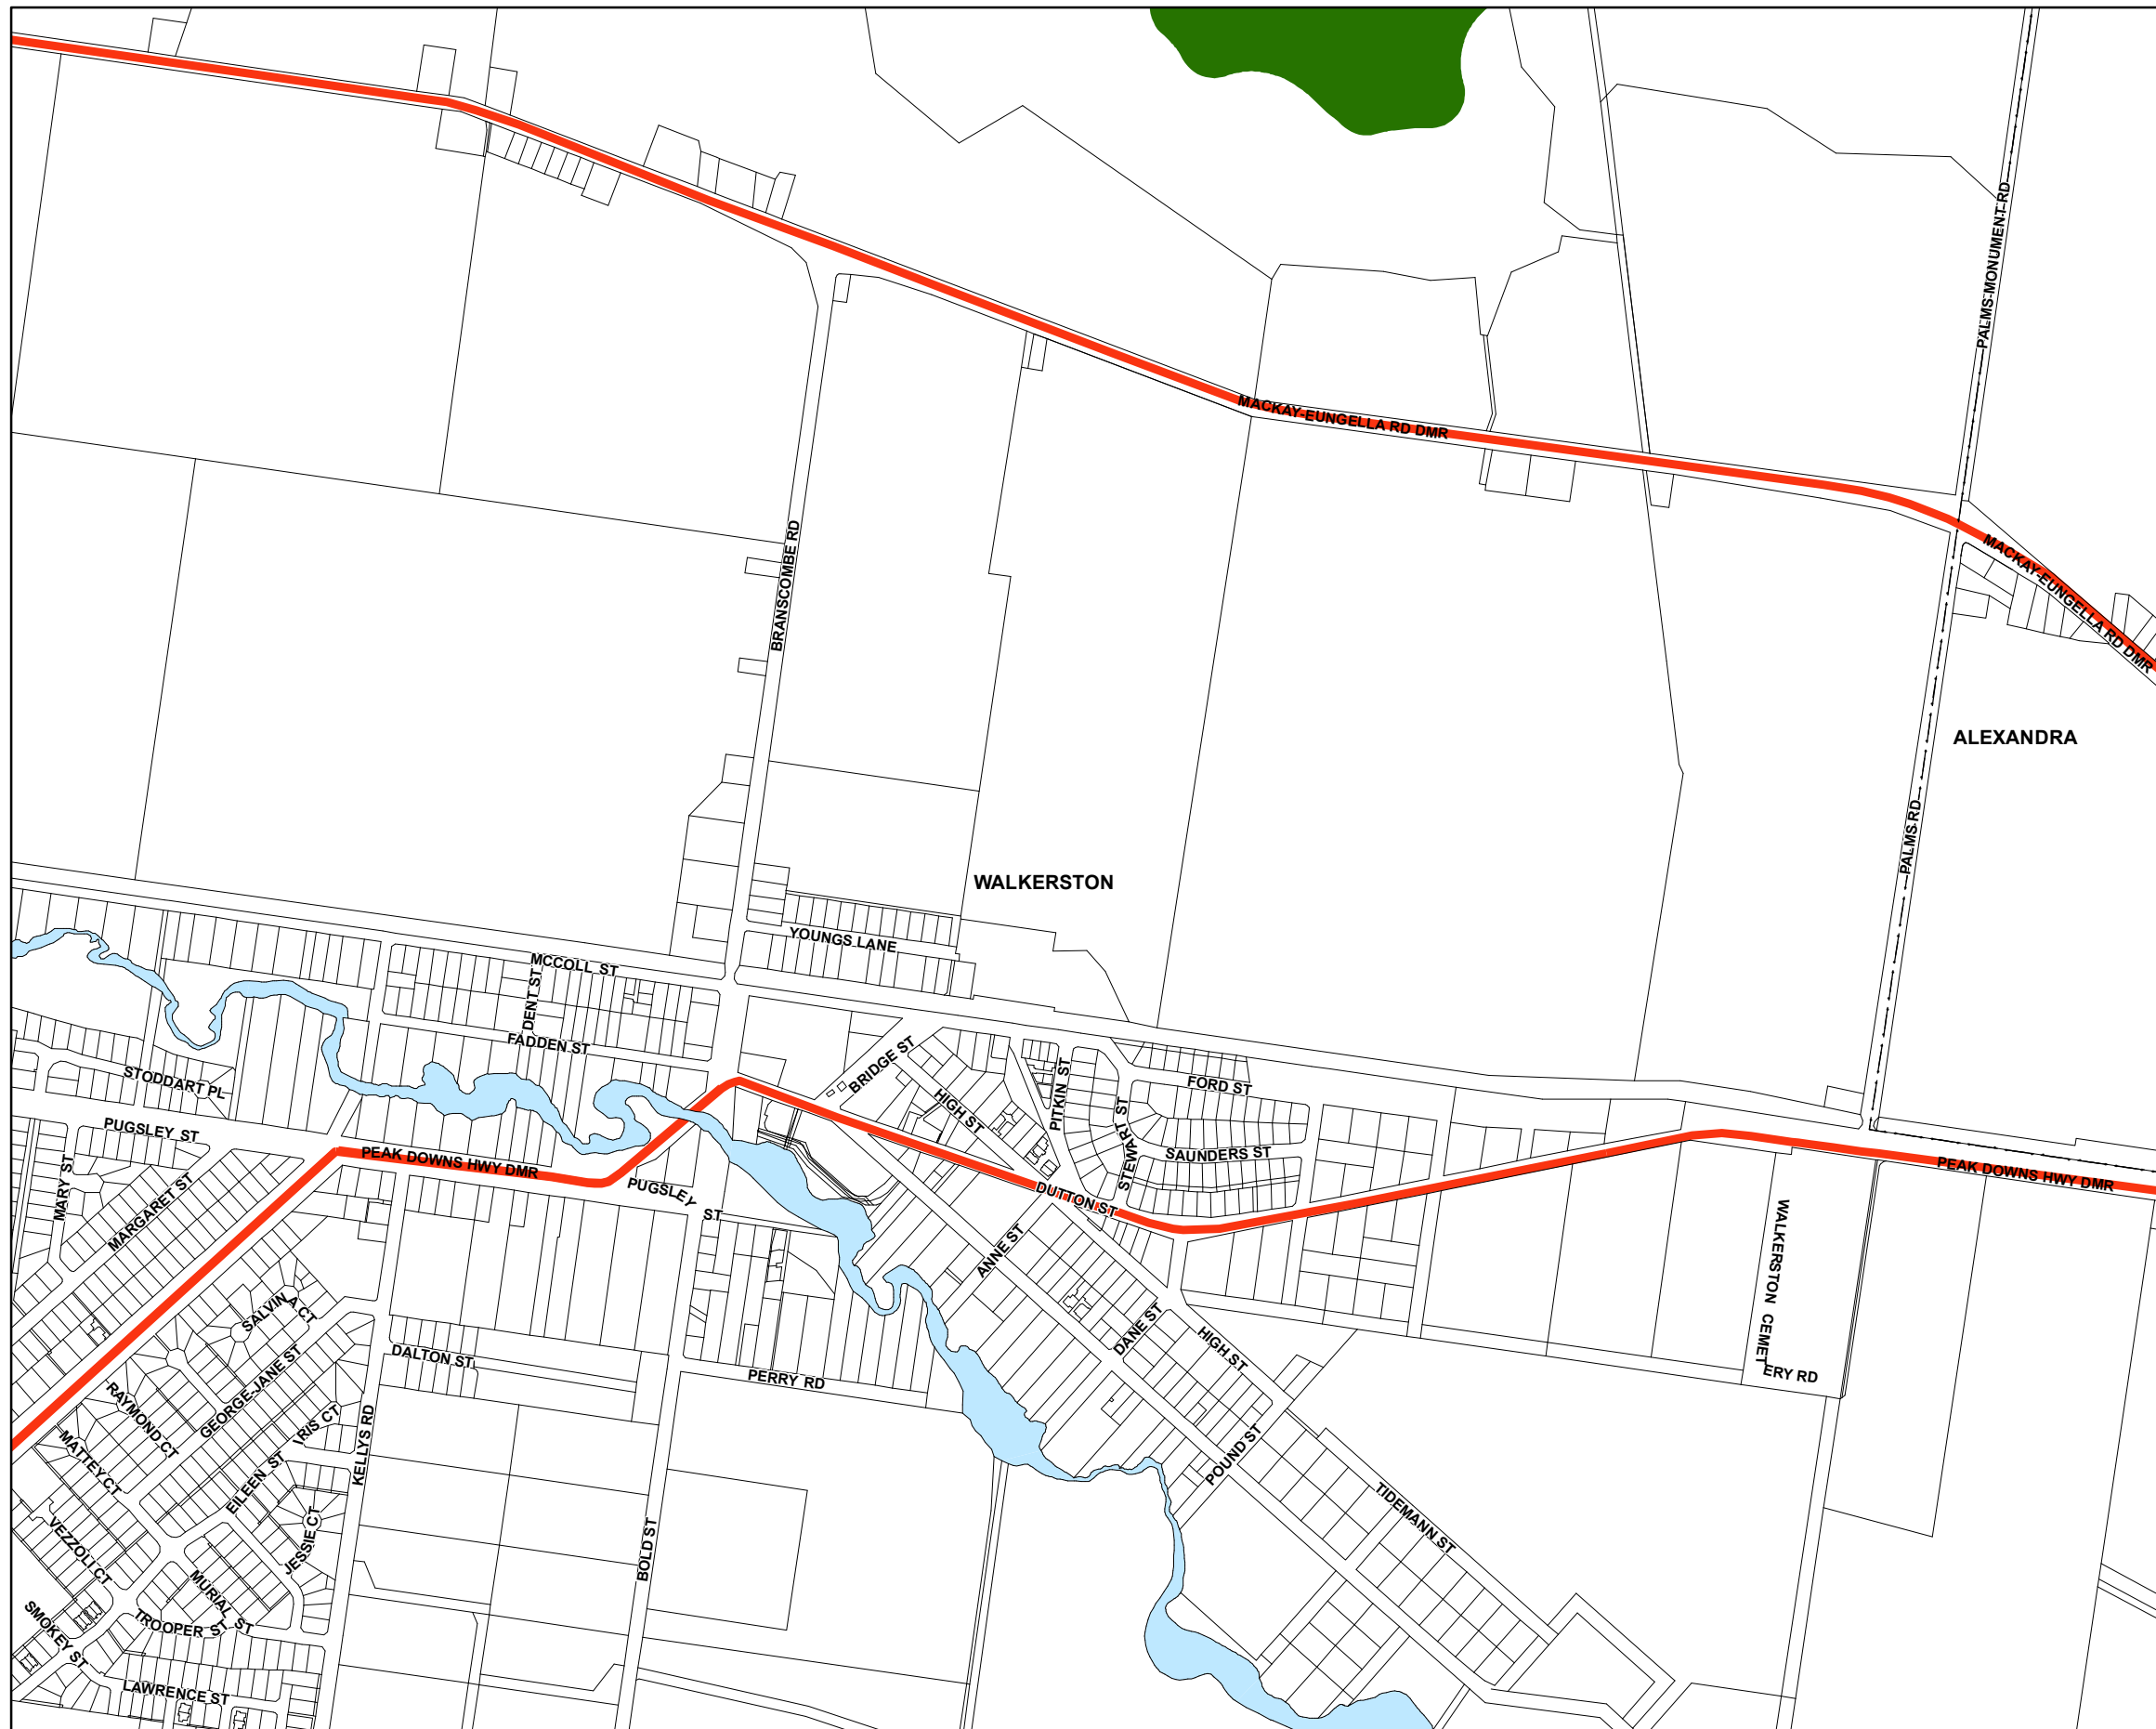 PALMS-MONUMENT-RD
MACKAY-EUNGELLA RD DMR
MACKAY-EUNGELLA RD DMR
BRANSCOMBE RD
ALEXANDRA
PALMS RD
WALKERSTON
YOUNGS LANE
MCCOLL ST
DENT ST
FADDEN ST
STODDART PL
BRIDGE ST
HIGH ST
PITKIN ST
FORD ST
STEWART ST
SAUNDERS ST
PUGSLEY ST
MARY ST
MARGARET ST
PEAK DOWNS HWY DMR
PUGSLEY ST
DUTTON ST
PEAK DOWNS HWY DMR
ANNE ST
WALKERSTON CEMETERY RD
SALVINA CT
DALTON ST
GEORGE-JANE ST
PERRY RD
DANE ST
HIGH ST
RAYMOND CT
IRIS CT
KELLYS RD
MATTEY CT
EILEEN ST
POUND ST
TIDEMANN ST
VEZZOLI CT
JESSIE CT
BOLD ST
MURIAL ST
SMOKEY ST
TROOPER ST
LAWRENCE ST